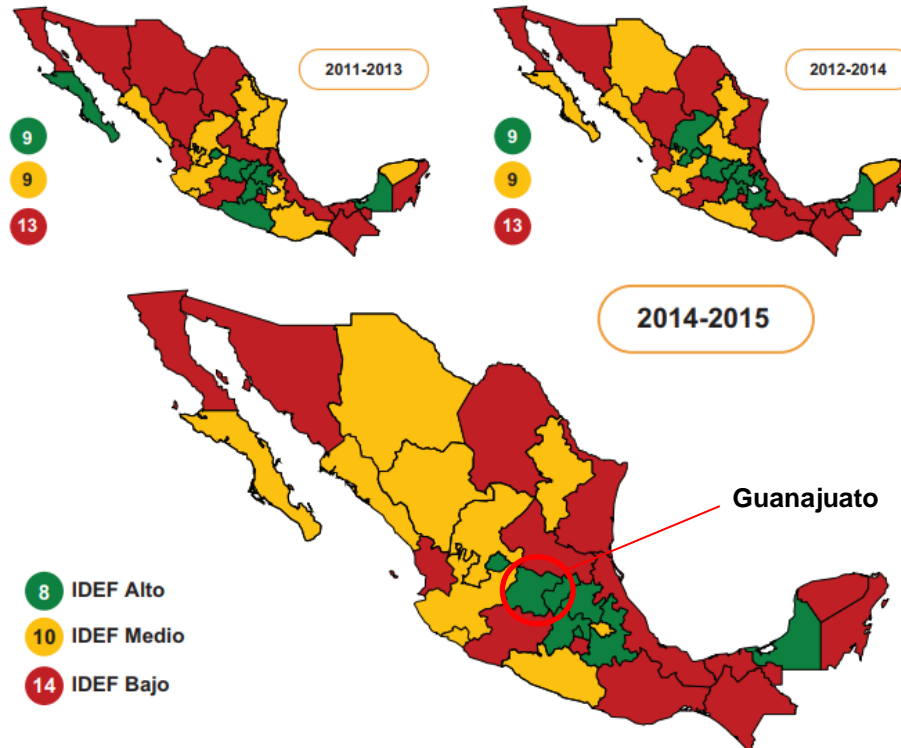 2011-2013
9
9
13
2012-2014
9
9
13
2014-2015
Guanajuato
8 IDEF Alto
10 IDEF Medio
14 IDEF Bajo